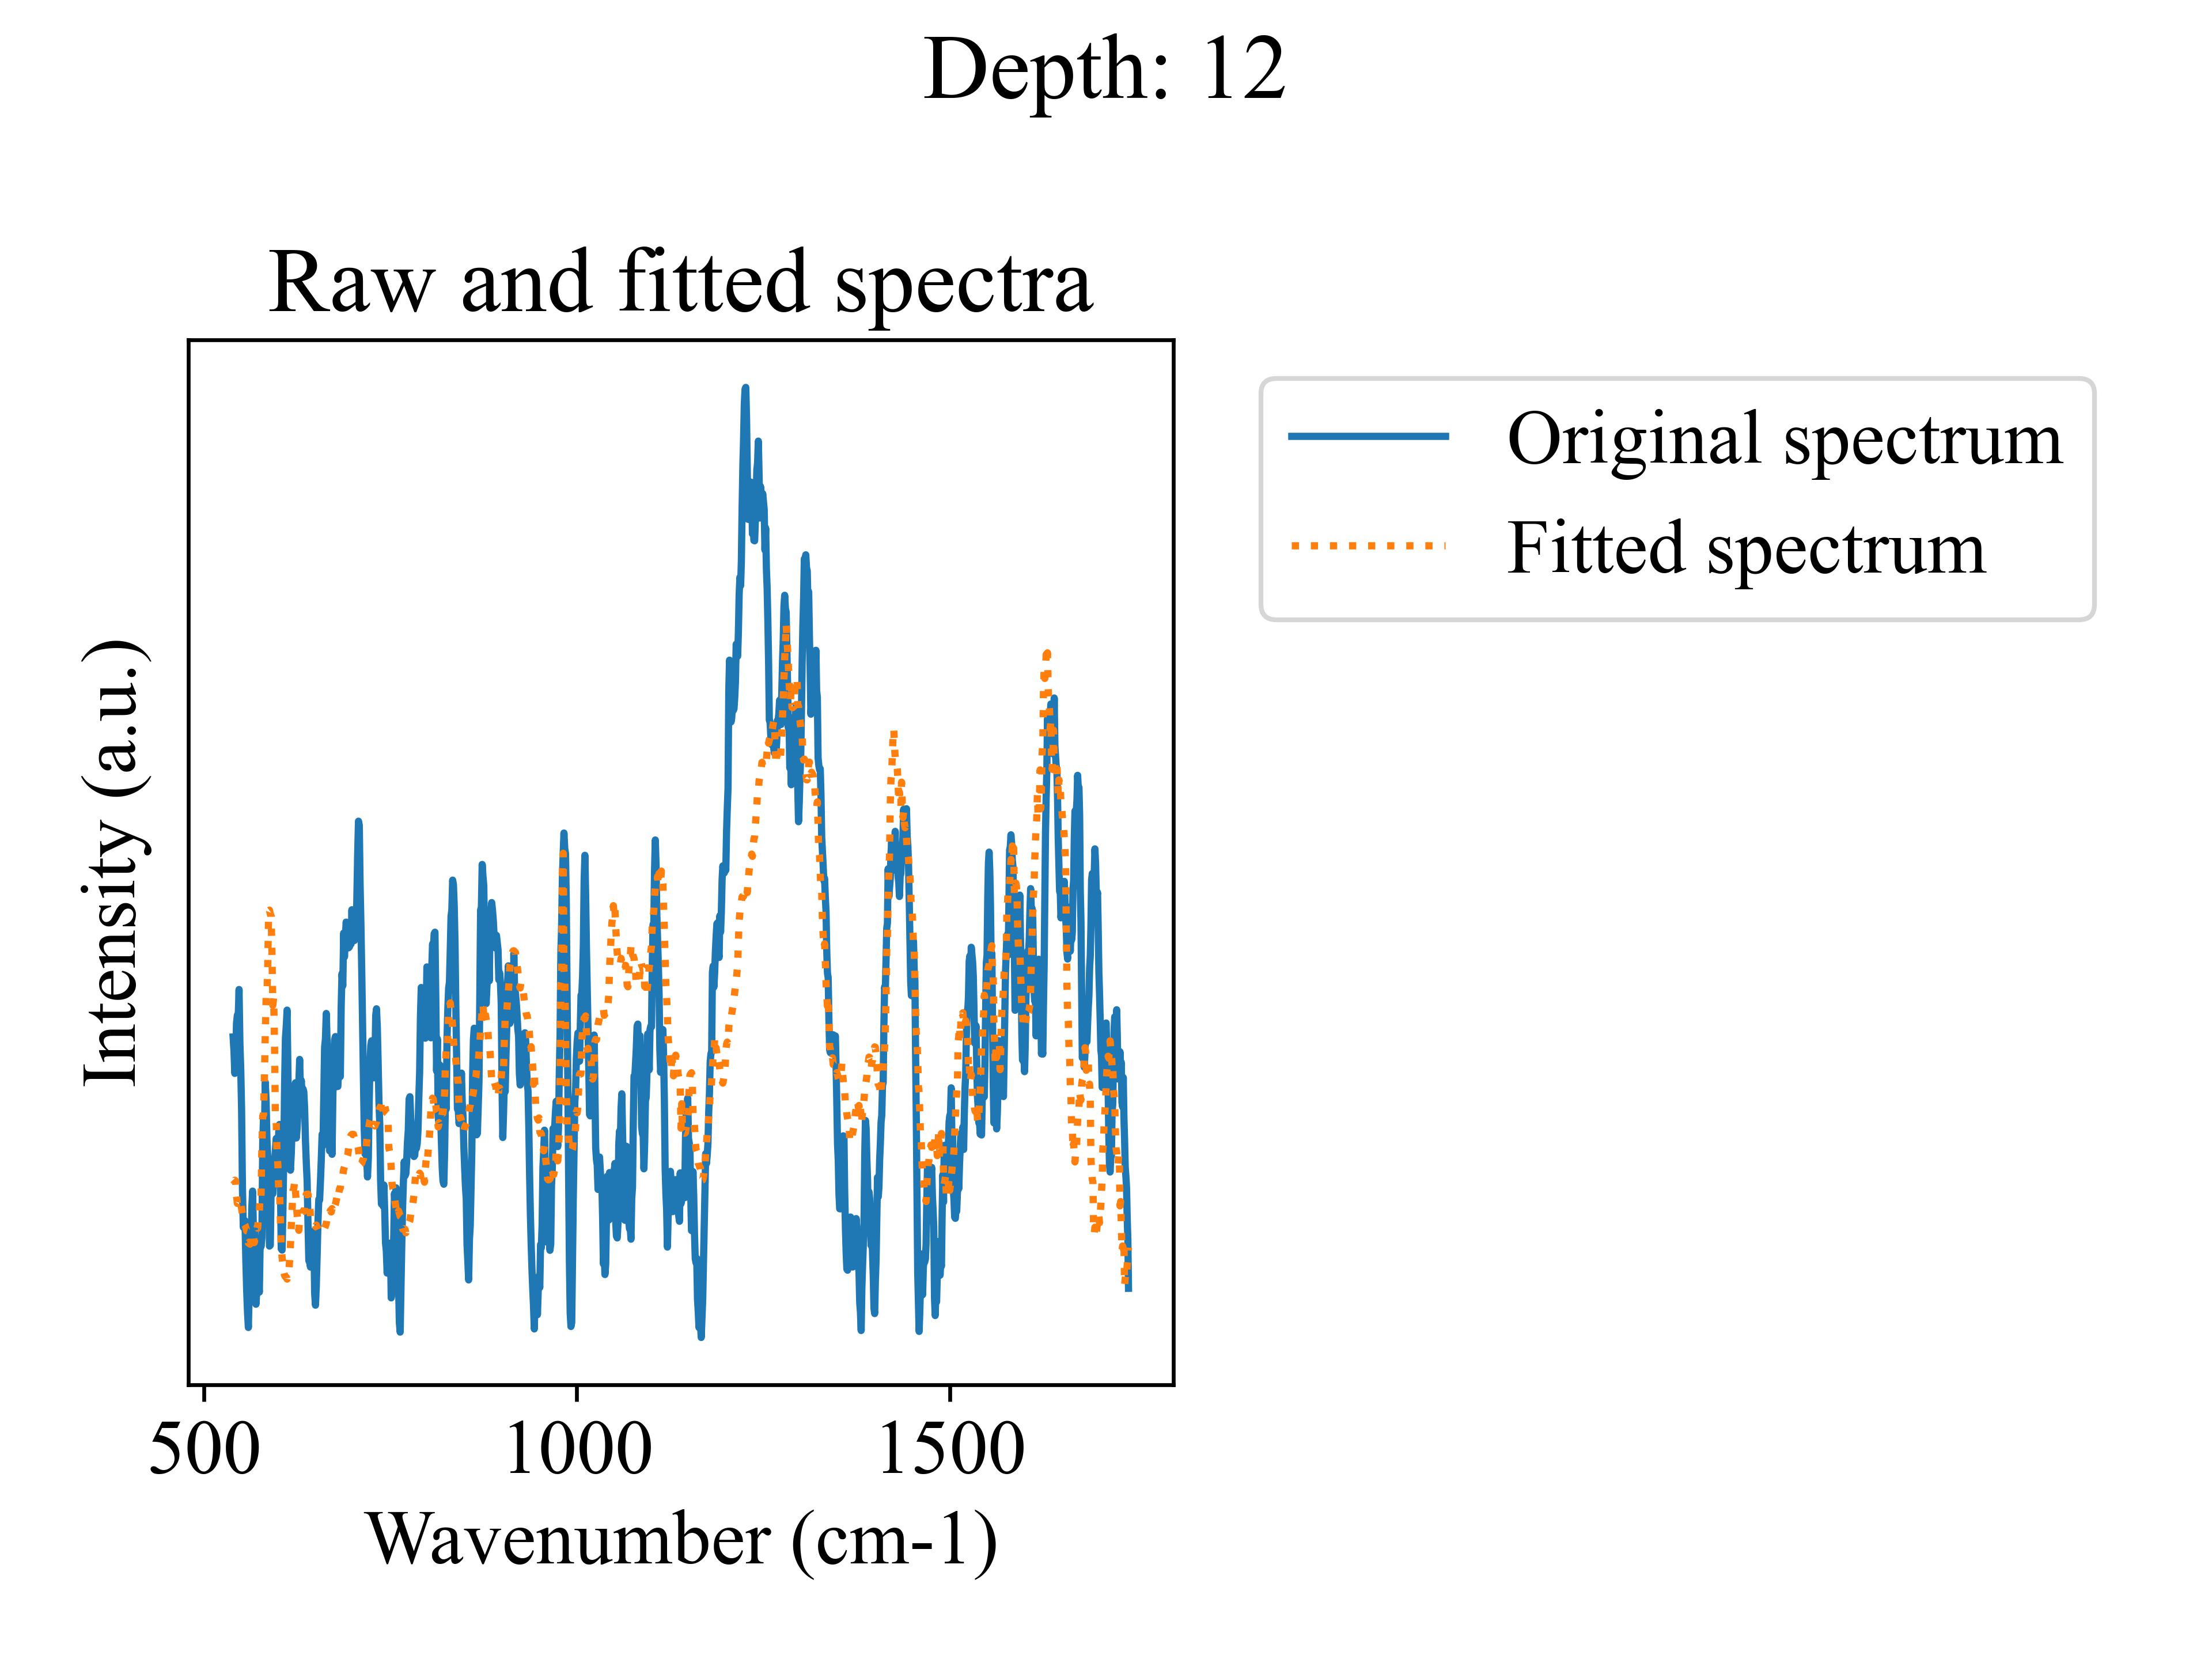 Depth: 12
Raw and fitted spectra
Original spectrum
Fitted spectrum
Intensity (a.u.)
500 1000 1500
Wavenumber (cm-1)